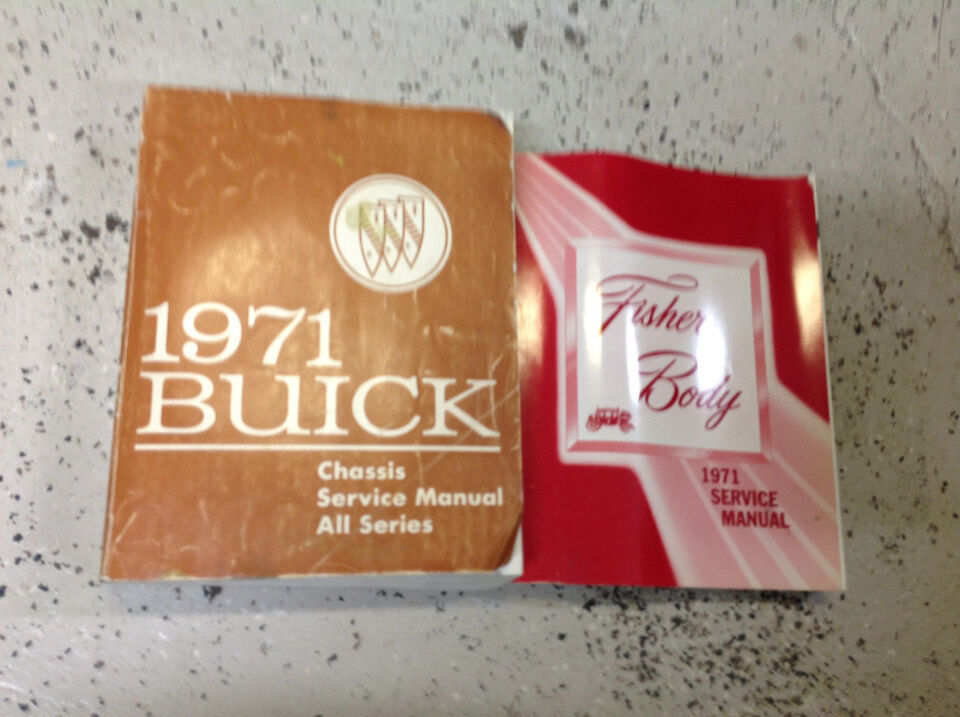 1971
BUICK
Chassis
Service Manual
All Series
Fisher
Body
1971
SERVICE
MANUAL